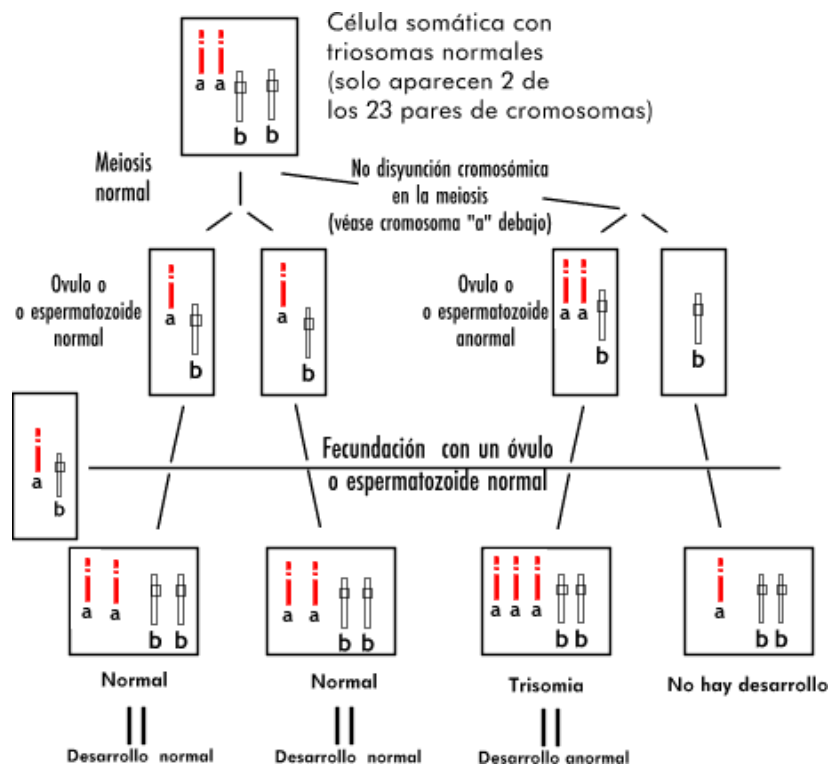 Célula somática con
triosomas normales
(solo aparecen 2 de
los 23 pares de cromosomas)
a a
b b
Meiosis
normal
No disyunción cromosómica
en la meiosis
(véase cromosoma "a" debajo)
Ovulo o
o espermatozoide
normal
a
b
a
b
Ovulo o
o espermatozoide
anormal
a a
b
b
a
b
Fecundación con un óvulo
o espermatozoide normal
a a
b b
a a
b b
a a a
b b
a
b b
Normal
Normal
Trisomia
No hay desarrollo
Desarrollo normal
Desarrollo normal
Desarrollo anormal